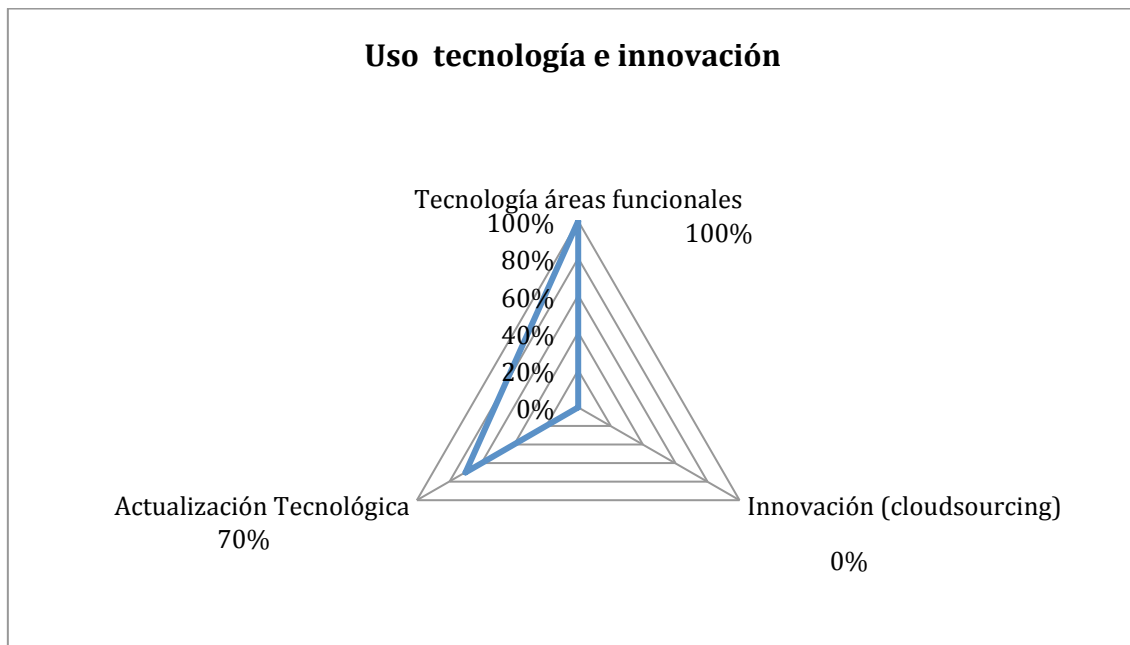 Uso  tecnología e innovación
Tecnología áreas funcionales
100%
100%
80%
60%
40%
20%
0%
Actualización Tecnológica
70%
Innovación (cloudsourcing)
0%